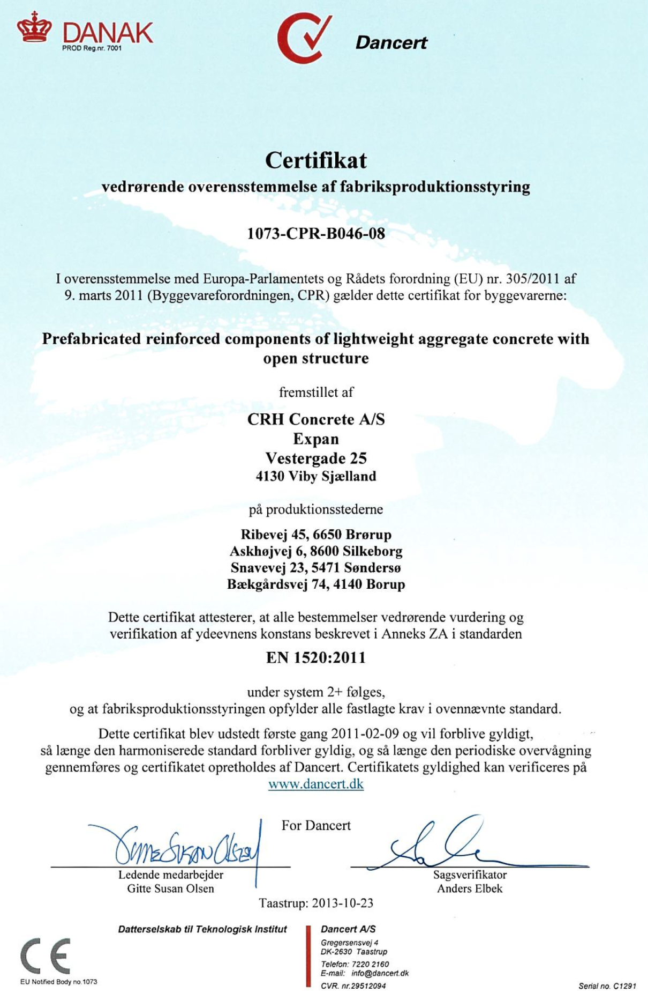 DANAK
PROD Reg.nr. 7001
Dancert
Certifikat
vedrørende overensstemmelse af fabriksproduktionsstyring
1073-CPR-B046-08
I overensstemmelse med Europa-Parlamentets og Rådets forordning (EU) nr. 305/2011 af
9. marts 2011 (Byggevareforordningen, CPR) gælder dette certifikat for byggevarerne:
Prefabricated reinforced components of lightweight aggregate concrete with
open structure
fremstillet af
CRH Concrete A/S
Expan
Vestergade 25
4130 Viby Sjælland
på produktionsstederne
Ribevej 45, 6650 Brørup
Askhøjvej 6, 8600 Silkeborg
Snavevej 23, 5471 Søndersø
Bækgårdsvej 74, 4140 Borup
Dette certifikat attesterer, at alle bestemmelser vedrørende vurdering og
verifikation af ydeevnens konstans beskrevet i Anneks ZA i standarden
EN 1520:2011
under system 2+ følges,
og at fabriksproduktionsstyringen opfylder alle fastlagte krav i ovennævnte standard.
Dette certifikat blev udstedt første gang 2011-02-09 og vil forblive gyldigt,
så længe den harmoniserede standard forbliver gyldig, og så længe den periodiske overvågning
gennemføres og certifikatet opretholdes af Dancert. Certifikatets gyldighed kan verificeres på
www.dancert.dk
For Dancert
Ledende medarbejder
Gitte Susan Olsen
Sagsverifikator
Anders Elbek
Taastrup: 2013-10-23
Datterselskab til Teknologisk Institut
Dancert A/S
Gregersensvej 4
DK-2630 Taastrup
Telefon: 7220 2160
E-mail: info@dancert.dk
CVR. nr.29512094
CE
EU Notified Body no.1073
Serial no. C1291